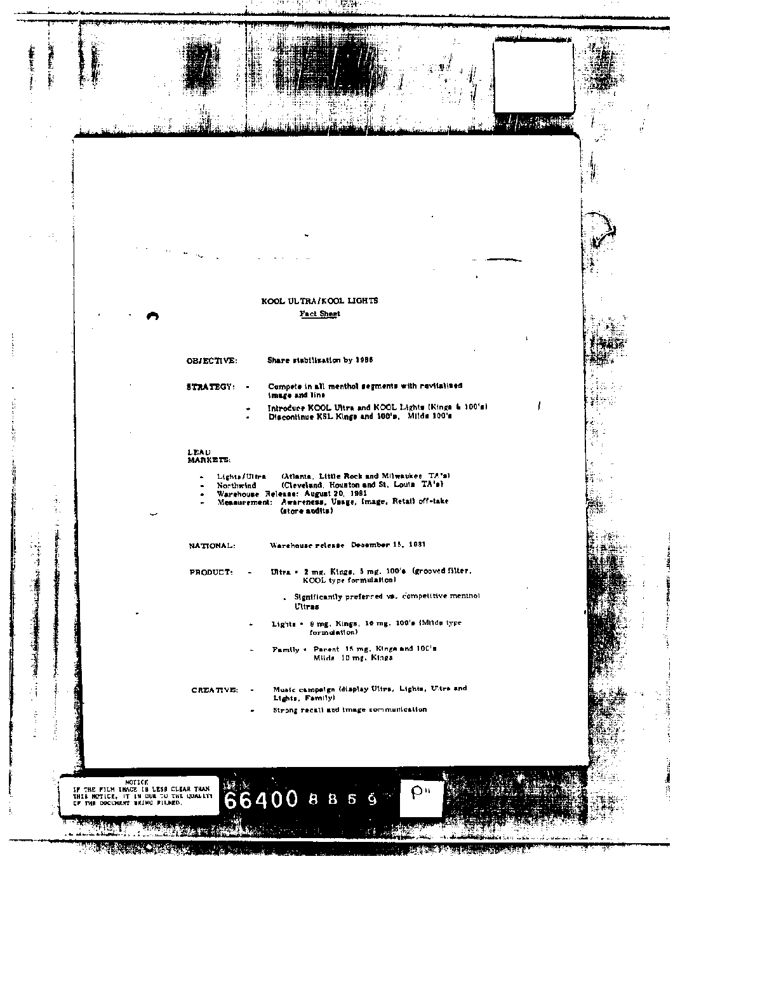 KOOL ULTRA/KOOL LIGHTS
Fact Sheet
OBJECTIVE: Share stabilization by 1986
STRATEGY: - Compete in all menthol segments with revitalized
image and line
- Introduce KOOL Ultra and KOOL Lights (Kings & 100's)
- Discontinue KSL Kings and 100's, Milds 100's
LEAD
MARKETS:
- Lights/Ultra (Atlanta, Little Rock and Milwaukee TA's)
- Northwind (Cleveland, Houston and St. Louis TA's)
- Warehouse Release: August 20, 1981
- Measurement: Awareness, Usage, Image, Retail off-take
(store audits)
NATIONAL: Warehouse release December 15, 1981
PRODUCT: - Ultra - 2 mg. Kings, 5 mg. 100's (grooved filter,
KOOL type formulation)
. Significantly preferred vs. competitive menthol
Ultras
- Lights - 9 mg. Kings, 10 mg. 100's (Milds type
formulation)
- Family - Parent 15 mg. Kings and 100's
Milds 10 mg. Kings
CREATIVE: - Music campaign (display Ultra, Lights, Ultra and
Lights, Family)
- Strong recall and image communication
NOTICE
IF THE FILM IMAGE IS LESS CLEAR THAN
THIS NOTICE, IT IS DUE TO THE QUALITY
OF THE DOCUMENT BEING FILMED.
66400 8859
P"